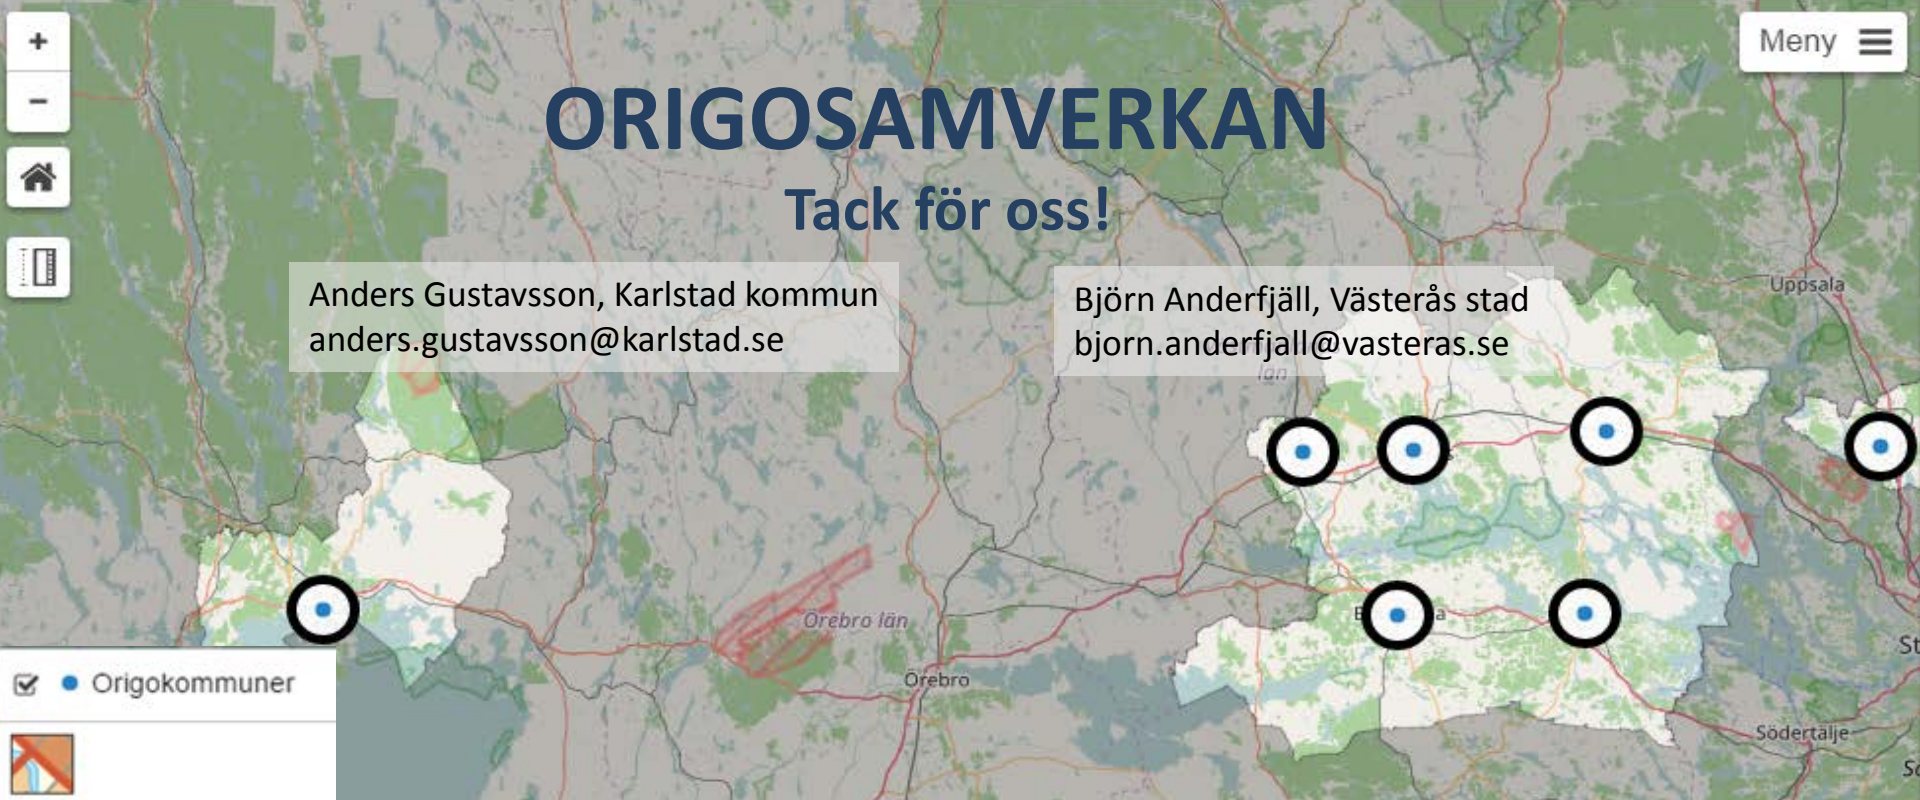 +
Meny
−
ORIGOSAMVERKAN
Tack för oss!
Anders Gustavsson, Karlstad kommun
anders.gustavsson@karlstad.se
Björn Anderfjäll, Västerås stad
bjorn.anderfjall@vasteras.se
Uppsala
län
Örebro län
Örebro
Södertälje
Origokommuner